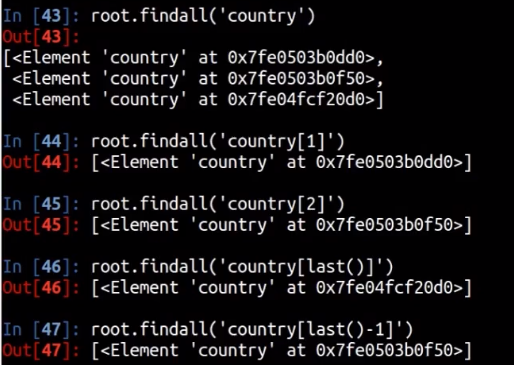 In [43]: root.findall('country')
Out[43]:
[<Element 'country' at 0x7fe0503b0dd0>,
 <Element 'country' at 0x7fe0503b0f50>,
 <Element 'country' at 0x7fe04fcf20d0>]
In [44]: root.findall('country[1]')
Out[44]: [<Element 'country' at 0x7fe0503b0dd0>]
In [45]: root.findall('country[2]')
Out[45]: [<Element 'country' at 0x7fe0503b0f50>]
In [46]: root.findall('country[last()]')
Out[46]: [<Element 'country' at 0x7fe04fcf20d0>]
In [47]: root.findall('country[last()-1]')
Out[47]: [<Element 'country' at 0x7fe0503b0f50>]